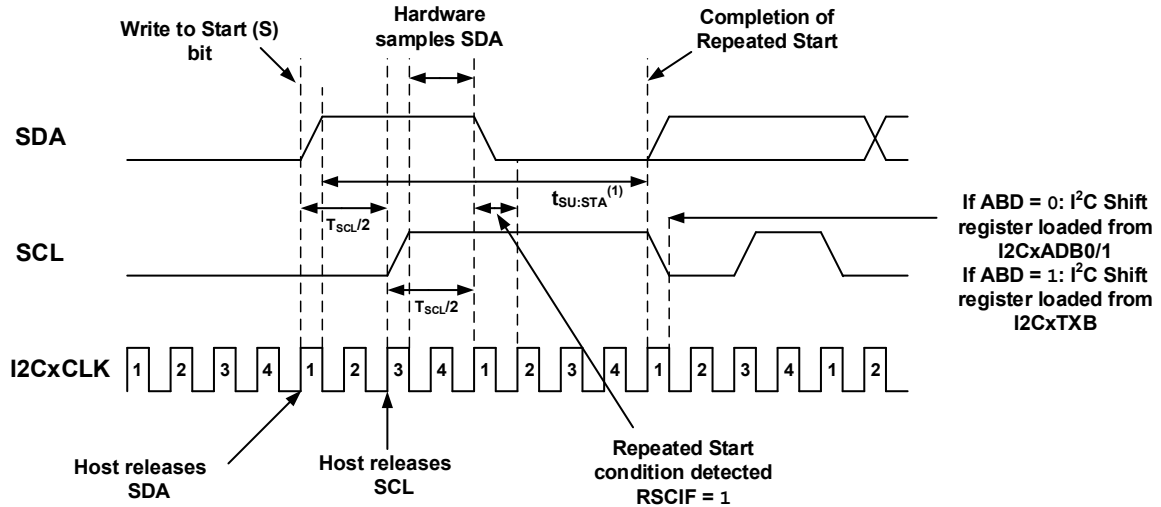 Write to Start (S)
bit
Hardware
samples SDA
Completion of
Repeated Start
SDA
tSU:STA(1)
TSCL/2
SCL
TSCL/2
If ABD = 0: I2C Shift
register loaded from
I2CxADB0/1
If ABD = 1: I2C Shift
register loaded from
I2CxTXB
I2CxCLK
1 2 3 4 1 2 3 4 1 2 3 4 1 2 3 4 1 2
Host releases
SDA
Host releases
SCL
Repeated Start
condition detected
RSCIF = 1